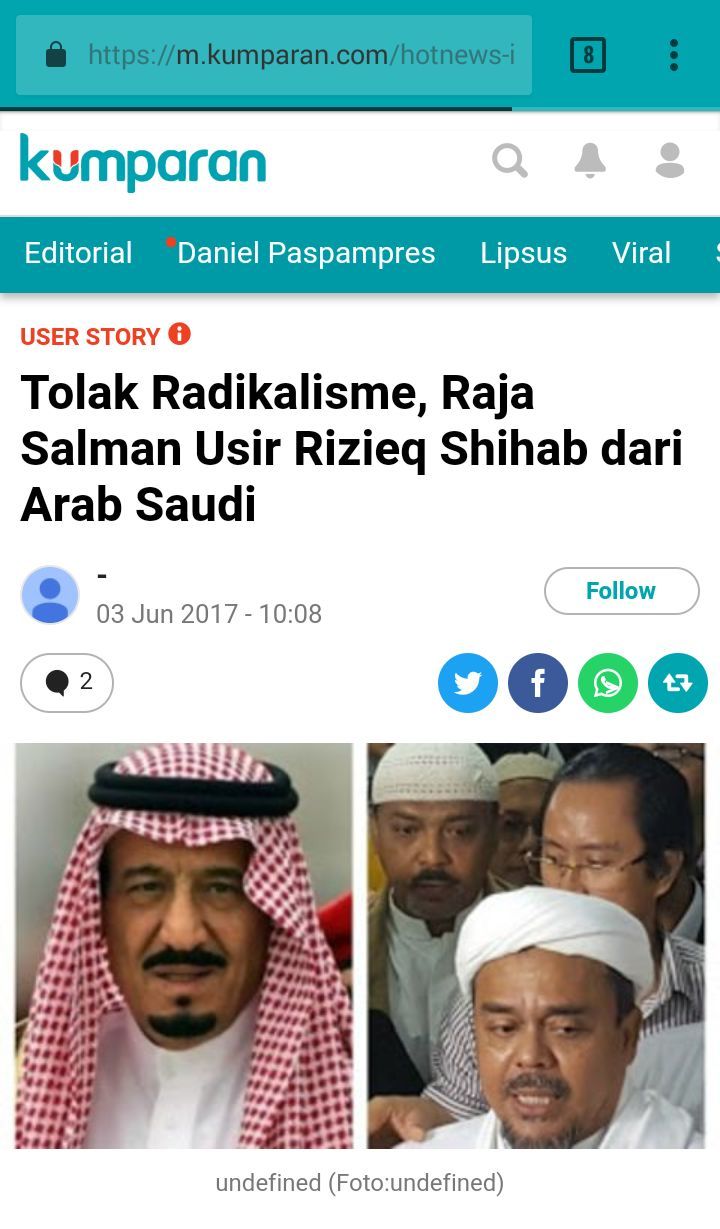 8
https://m.kumparan.com/hotnews-i
kumparan
Editorial Daniel Paspampres Lipsus Viral
USER STORY
Tolak Radikalisme, Raja
Salman Usir Rizieq Shihab dari
Arab Saudi
-
Follow
03 Jun 2017 - 10:08
2
undefined (Foto:undefined)